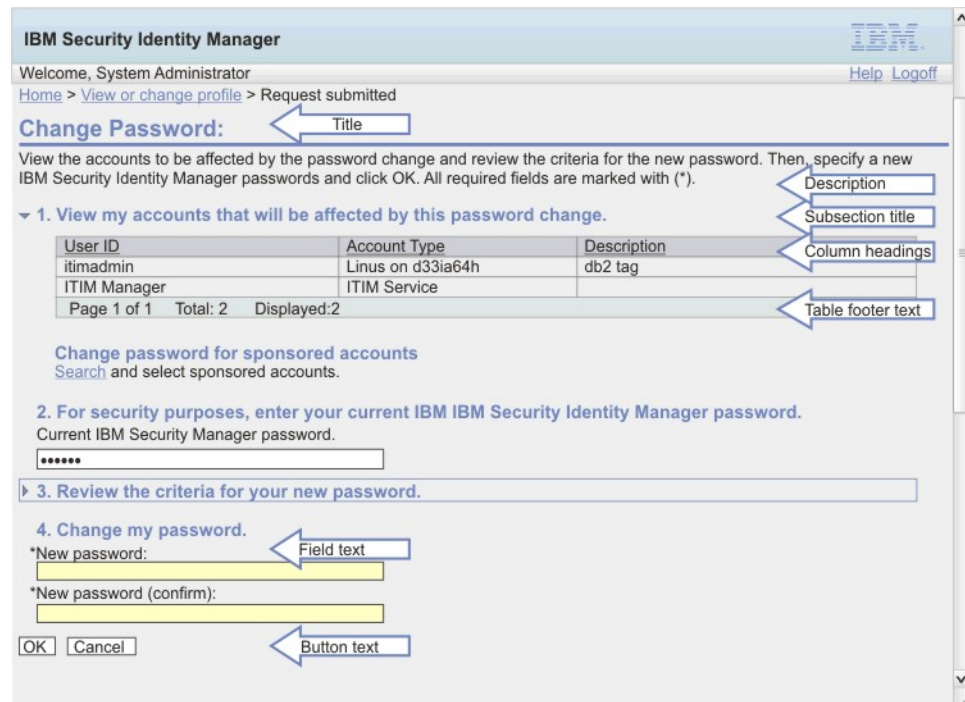 IBM Security Identity Manager IBM.
Welcome, System Administrator Help Logoff
Home > View or change profile > Request submitted
Change Password: Title
View the accounts to be affected by the password change and review the criteria for the new password. Then, specify a new
IBM Security Identity Manager passwords and click OK. All required fields are marked with (*). Description
1. View my accounts that will be affected by this password change. Subsection title
User ID Account Type Description Column headings
itimadmin Linus on d33ia64h db2 tag
ITIM Manager ITIM Service
Page 1 of 1 Total: 2 Displayed:2 Table footer text
Change password for sponsored accounts
Search and select sponsored accounts.
2. For security purposes, enter your current IBM IBM Security Identity Manager password.
Current IBM Security Manager password.
••••••
3. Review the criteria for your new password.
4. Change my password.
*New password: Field text
*New password (confirm):
OK Cancel Button text